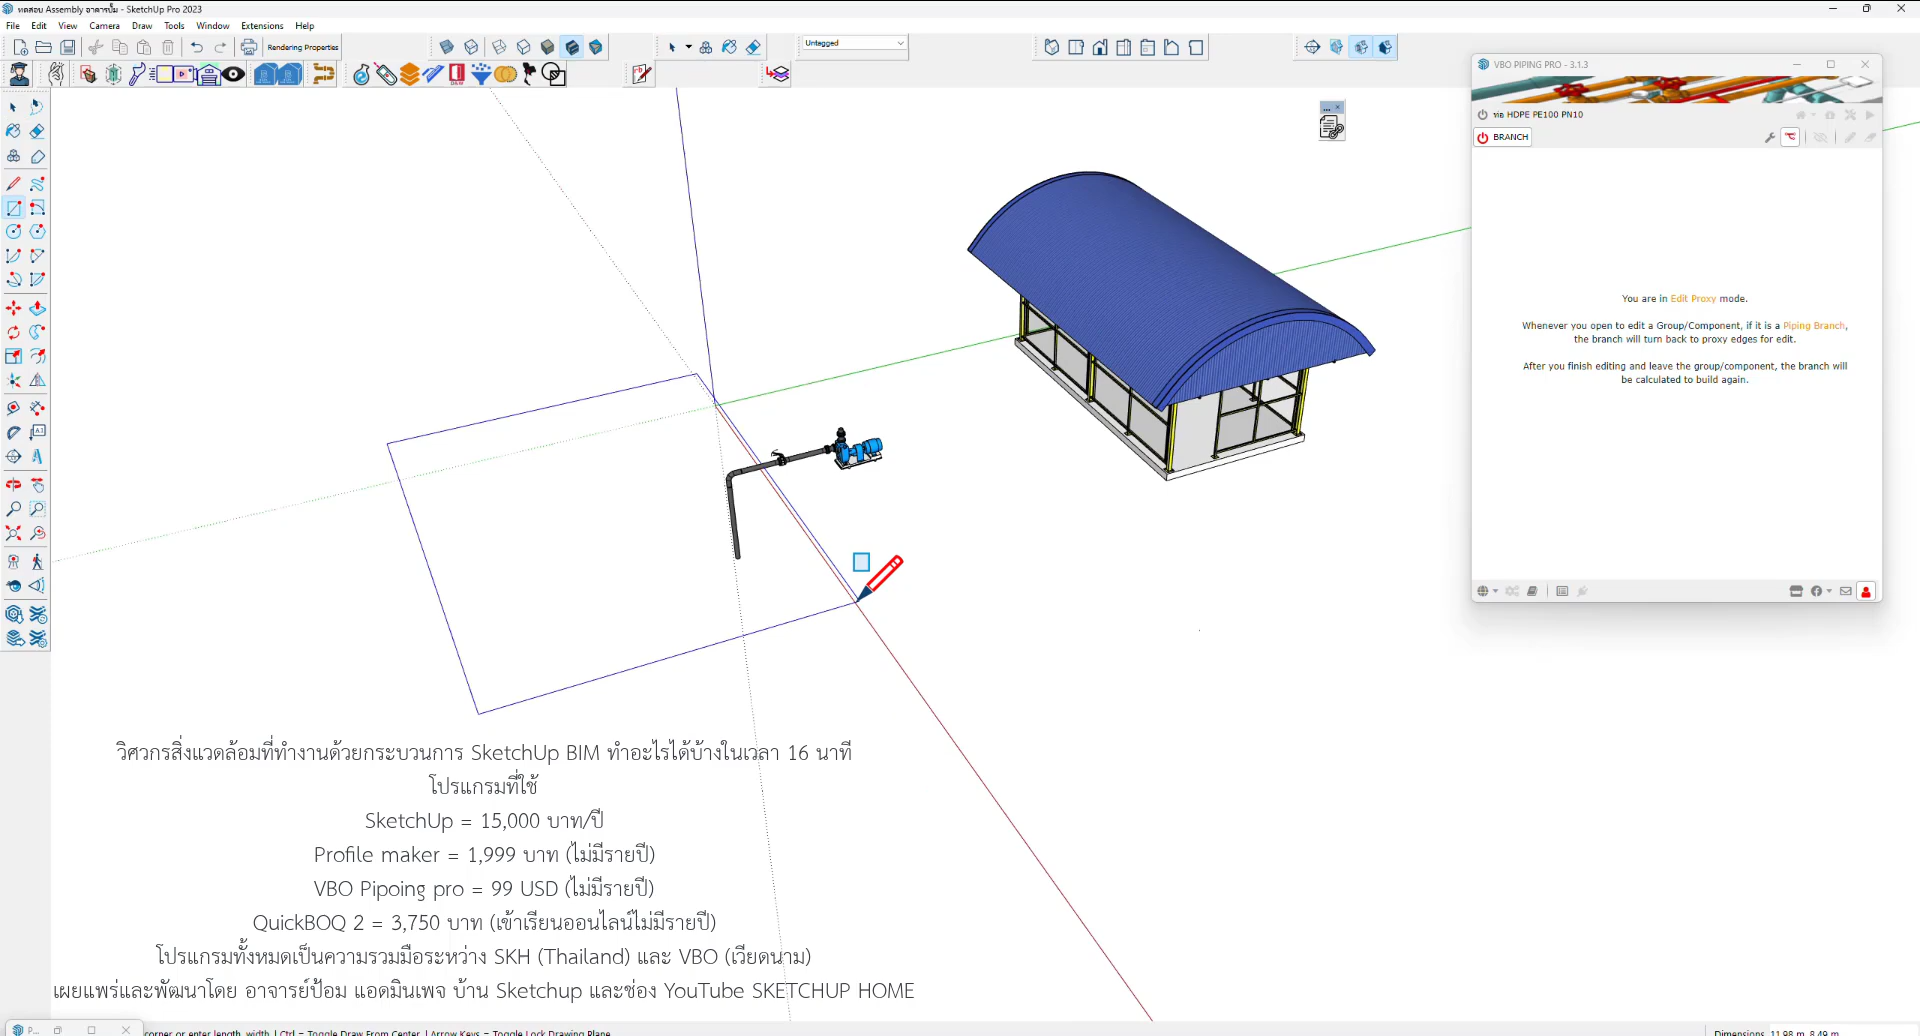 ทดสอบ Assembly อาคารปั๊ม - SketchUp Pro 2023
File Edit View Camera Draw Tools Window Extensions Help
Rendering Properties
Untagged
VBO PIPING PRO - 3.1.3
ท่อ HDPE PE100 PN10
BRANCH
You are in Edit Proxy mode.
Whenever you open to edit a Group/Component, if it is a Piping Branch,
the branch will turn back to proxy edges for edit.
After you finish editing and leave the group/component, the branch will
be calculated to build again.
วิศวกรสิ่งแวดล้อมที่ทำงานด้วยกระบวนการ SketchUp BIM ทำอะไรได้บ้างในเวลา 16 นาที
โปรแกรมที่ใช้
SketchUp = 15,000 บาท/ปี
Profile maker = 1,999 บาท (ไม่มีรายปี)
VBO Pipoing pro = 99 USD (ไม่มีรายปี)
QuickBOQ 2 = 3,750 บาท (เข้าเรียนออนไลน์ไม่มีรายปี)
โปรแกรมทั้งหมดเป็นความรวมมือระหว่าง SKH (Thailand) และ VBO (เวียดนาม)
เผยแพร่และพัฒนาโดย อาจารย์ป้อม แอดมินเพจ บ้าน Sketchup และช่อง YouTube SKETCHUP HOME
P...
corner or enter length, width. | Ctrl = Toggle Draw From Center. | Arrow Keys = Toggle Lock Drawing Plane.
Dimensions 11.98 m, 8.49 m